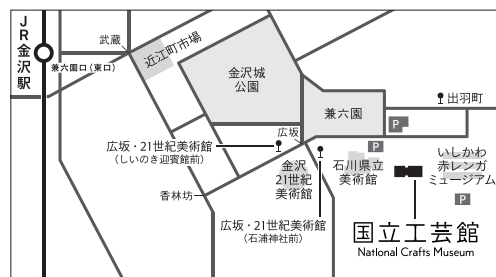 JR金沢駅
兼六園口(東口)
武蔵
近江町市場
金沢城
公園
兼六園
出羽町
P
広坂・21世紀美術館
(しいのき迎賓館前)
広坂
香林坊
金沢
21世紀
美術館
P
石川県立
美術館
いしかわ
赤レンガ
ミュージアム
P
広坂・21世紀美術館
(石浦神社前)
国立工芸館
National Crafts Museum